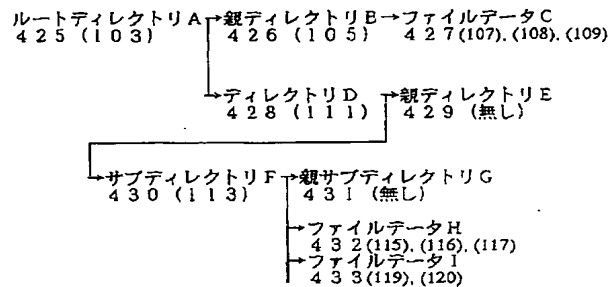 ルートディレクトリA→親ディレクトリB→ファイルデータC
425(103) 426(105) 427(107),(108),(109)
ディレクトリD 親ディレクトリE
428(111) 429(無し)
サブディレクトリF 親サブディレクトリG
430(113) 431(無し)
ファイルデータH
432(115),(116),(117)
ファイルデータI
433(119),(120)